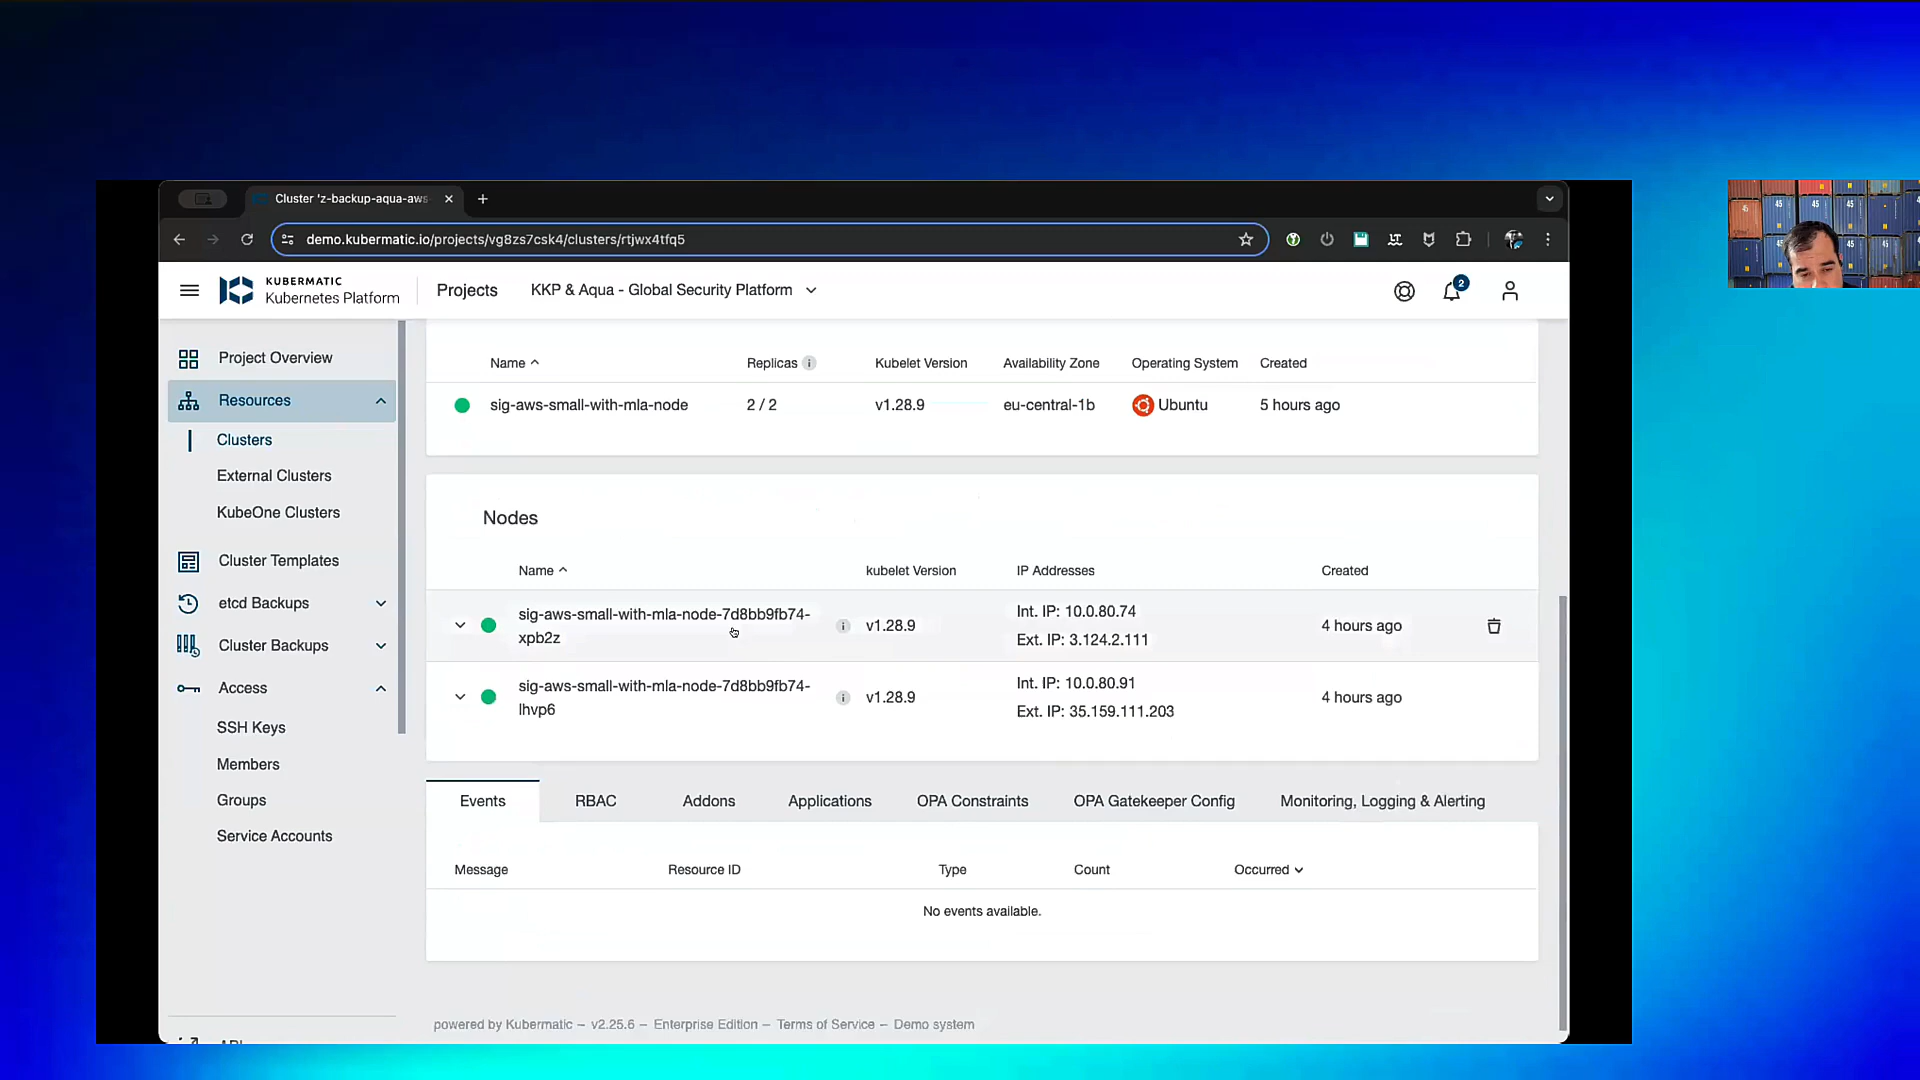 Cluster 'z-backup-aqua-aws-
demo.kubermatic.io/projects/vg8zs7csk4/clusters/rtjwx4tfq5
KUBERMATIC
Kubernetes Platform
Projects
KKP & Aqua - Global Security Platform
2
Project Overview
Resources
Clusters
External Clusters
KubeOne Clusters
Cluster Templates
etcd Backups
Cluster Backups
Access
SSH Keys
Members
Groups
Service Accounts
Name Replicas Kubelet Version Availability Zone Operating System Created
sig-aws-small-with-mla-node 2 / 2 v1.28.9 eu-central-1b Ubuntu 5 hours ago
Nodes
Name kubelet Version IP Addresses Created
sig-aws-small-with-mla-node-7d8bb9fb74-
xpb2z
v1.28.9
Int. IP: 10.0.80.74
Ext. IP: 3.124.2.111
4 hours ago
sig-aws-small-with-mla-node-7d8bb9fb74-
lhvp6
v1.28.9
Int. IP: 10.0.80.91
Ext. IP: 35.159.111.203
4 hours ago
Events RBAC Addons Applications OPA Constraints OPA Gatekeeper Config Monitoring, Logging & Alerting
Message Resource ID Type Count Occurred
No events available.
powered by Kubermatic – v2.25.6 – Enterprise Edition – Terms of Service – Demo system
45
45 45 45